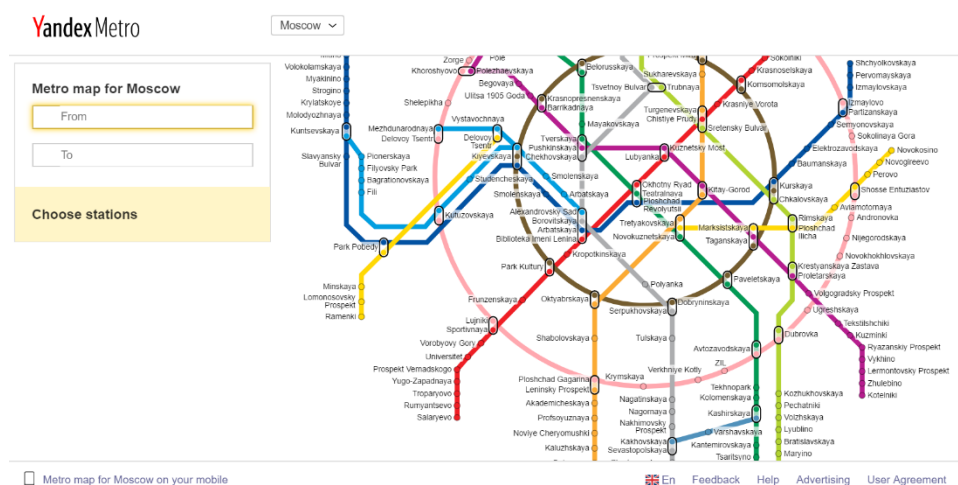 Yandex Metro
Moscow
Metro map for Moscow
From
To
Choose stations
Volokolamskaya
Myakinino
Strogino
Krylatskoye
Molodyozhnaya
Kuntsevskaya
Slavyansky
Bulvar
Pionerskaya
Filyovsky Park
Bagrationovskaya
Fili
Park Pobedy
Minskaya
Lomonosovsky
Prospekt
Ramenki
Zorge
Pole
Khoroshyovo
Polezhaevskaya
Begovaya
Ulitsa 1905 Goda
Shelepikha
Krasnopresnenskaya
Barrikadnaya
Mezhdunarodnaya
Delovoy Tsentr
Vystavochnaya
Delovoy
Tsentr
Kiyevskaya
Studencheskaya
Kutuzovskaya
Smolenskaya
Smolenskaya
Arbatskaya
Belorusskaya
Mayakovskaya
Tverskaya
Pushkinskaya
Chekhovskaya
Tsvetnoy Bulvar
Trubnaya
Sukharevskaya
Turgenevskaya
Chistiye Prudy
Sretensky Bulvar
Krasniye Vorota
Komsomolskaya
Krasnoselskaya
Sokolniki
Kuznetsky Most
Lubyanka
Okhotny Ryad
Teatralnaya
Ploshchad
Revolyutsii
Kitay-Gorod
Alexandrovsky Sad
Borovitskaya
Arbatskaya
Biblioteka Imeni Lenina
Kropotkinskaya
Tretyakovskaya
Novokuznetskaya
Marksistskaya
Taganskaya
Kurskaya
Chkalovskaya
Shchyolkovskaya
Pervomayskaya
Izmaylovskaya
Izmaylovo
Partizanskaya
Semyonovskaya
Sokolinaya Gora
Elektrozavodskaya
Baumanskaya
Novokosino
Novogireevo
Perovo
Shosse Entuziastov
Aviamotornaya
Andronovka
Rimskaya
Ploshchad
Ilicha
Nijegorodskaya
Novokhokhlovskaya
Krestyanskaya Zastava
Proletarskaya
Volgogradsky Prospekt
Ugreshskaya
Tekstilshchiki
Kuzminki
Ryazanskiy Prospekt
Vykhino
Lermontovsky Prospekt
Zhulebino
Kotelniki
Park Kultury
Oktyabrskaya
Polyanka
Dobryninskaya
Serpukhovskaya
Paveletskaya
Frunzenskaya
Lujniki
Sportivnaya
Vorobyovy Gory
Universitet
Prospekt Vernadskogo
Yugo-Zapadnaya
Troparyovo
Rumyantsevo
Salaryevo
Shabolovskaya
Ploshchad Gagarina
Leninsky Prospekt
Akademicheskaya
Profsoyuznaya
Noviye Cheryomushki
Kaluzhskaya
Krymskaya
Tulskaya
Verkhniye Kotly
ZIL
Nagatinskaya
Nagornaya
Nakhimovsky
Prospekt
Kakhovskaya
Sevastopolskaya
Varshavskaya
Avtozavodskaya
Tekhnopark
Kolomenskaya
Kashirskaya
Kantemirovskaya
Tsaritsyno
Dubrovka
Kozhukhovskaya
Pechatniki
Volzhskaya
Lyublino
Bratislavskaya
Maryino
Metro map for Moscow on your mobile
En
Feedback
Help
Advertising
User Agreement